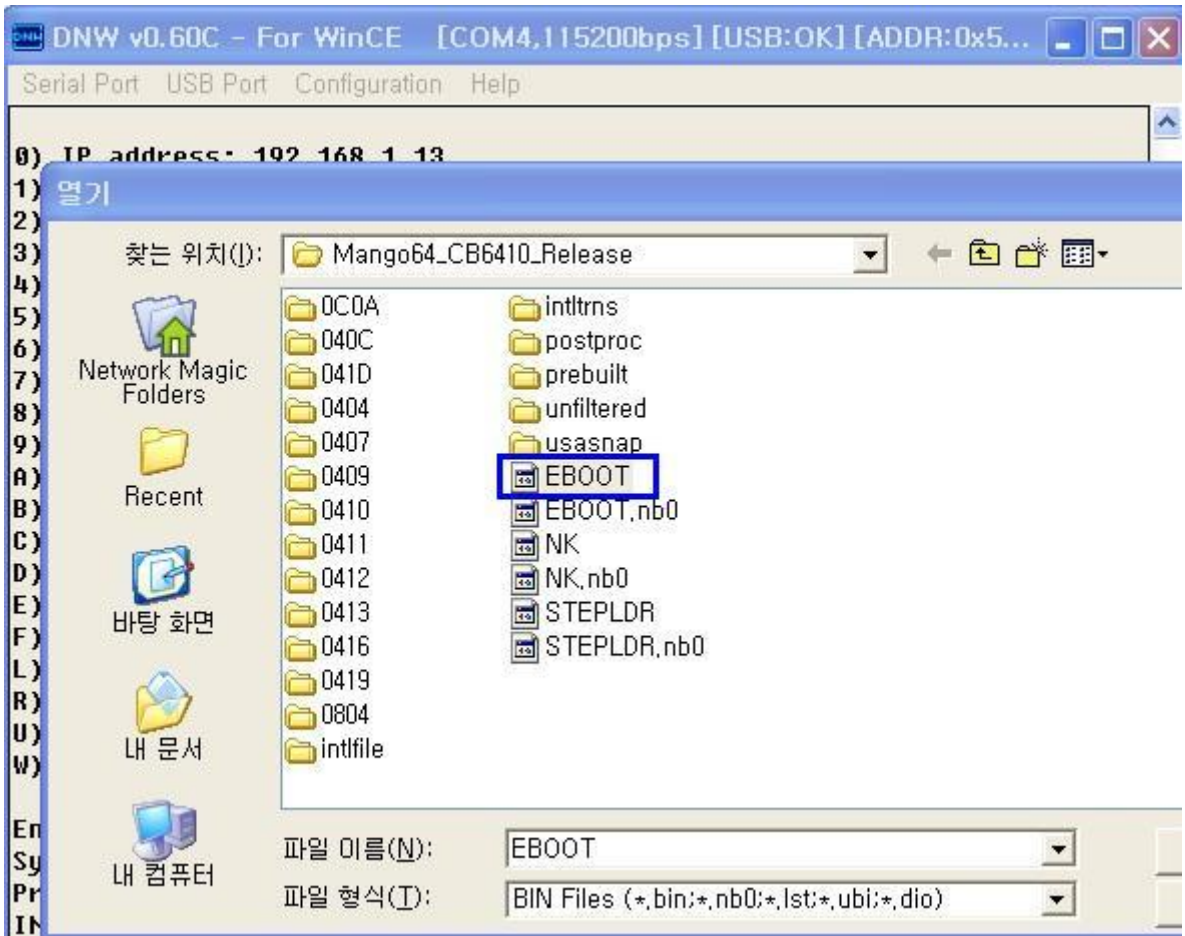 DNW v0.60C - For WinCE [COM4,115200bps] [USB:OK] [ADDR:0x5...
Serial Port USB Port Configuration Help
0) IP address: 192.168.1.13
1)
열기
2)
3)
찾는 위치(I):
Mango64_CB6410_Release
4)
5)
6)
7)
8)
9)
A)
B)
C)
D)
E)
F)
L)
R)
U)
W)
En
Sy
Pr
IN
Network Magic
Folders
Recent
바탕 화면
내 문서
내 컴퓨터
0C0A
040C
041D
0404
0407
0409
0410
0411
0412
0413
0416
0419
0804
intlfile
intltrns
postproc
prebuilt
unfiltered
usasnap
EBOOT
EBOOT.nb0
NK
NK.nb0
STEPLDR
STEPLDR.nb0
파일 이름(N):
EBOOT
파일 형식(T):
BIN Files (*.bin;*.nb0;*.lst;*.ubi;*.dio)